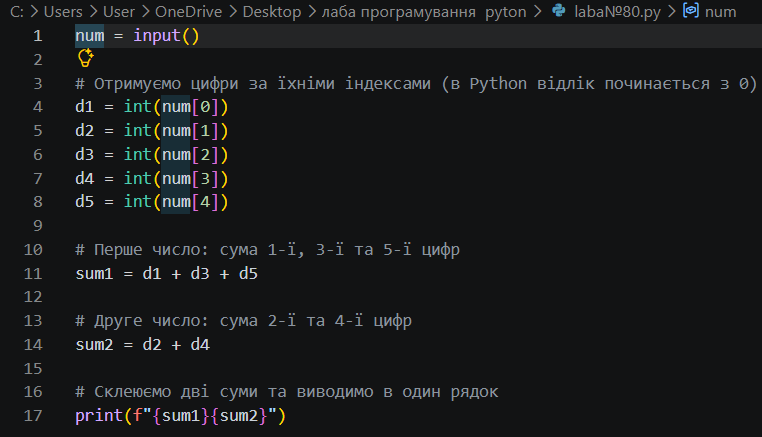 C: > Users > User > OneDrive > Desktop > лаба програмування pyton > laba№80.py > num
1 num = input()
2
3 # Отримуємо цифри за їхніми індексами (в Python відлік починається з 0)
4 d1 = int(num[0])
5 d2 = int(num[1])
6 d3 = int(num[2])
7 d4 = int(num[3])
8 d5 = int(num[4])
9
10 # Перше число: сума 1-ї, 3-ї та 5-ї цифр
11 sum1 = d1 + d3 + d5
12
13 # Друге число: сума 2-ї та 4-ї цифр
14 sum2 = d2 + d4
15
16 # Склеюємо дві суми та виводимо в один рядок
17 print(f"{sum1}{sum2}")